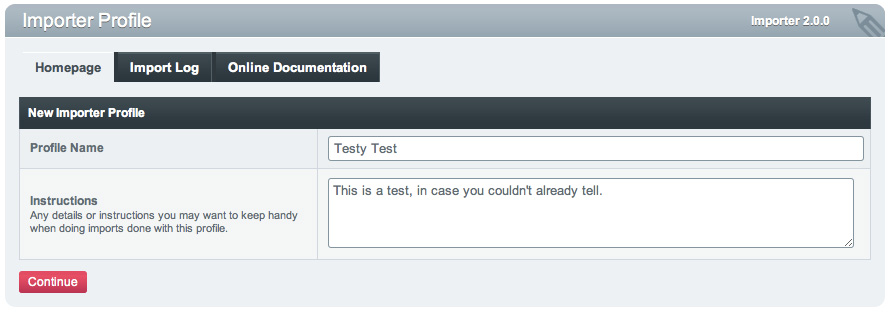 Importer Profile
Importer 2.0.0
Homepage
Import Log
Online Documentation
New Importer Profile
Profile Name
Testy Test
Instructions
Any details or instructions you may want to keep handy
when doing imports done with this profile.
This is a test, in case you couldn't already tell.
Continue